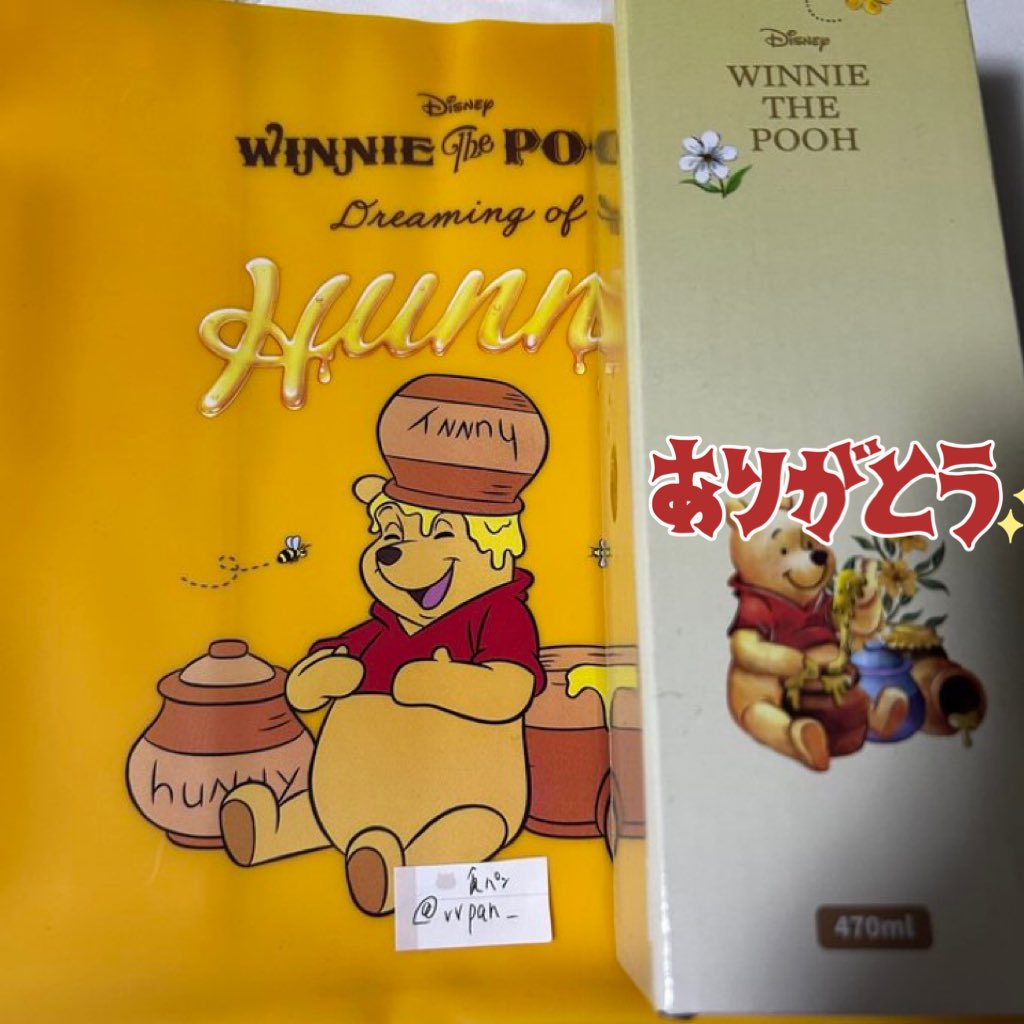 Disney
WINNIE The POO
Dreaming of
Hunn
hunny
hunny
@vvpan_
Disney
WINNIE
THE
POOH
ありがとう
470ml